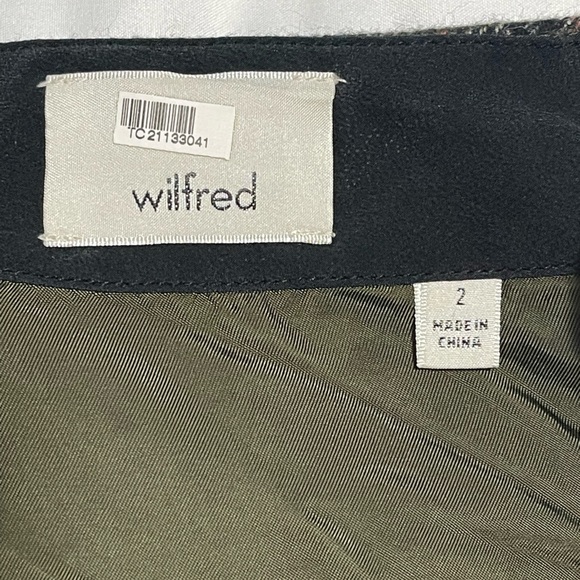 TC21133041
wilfred
2
MADE IN
CHINA